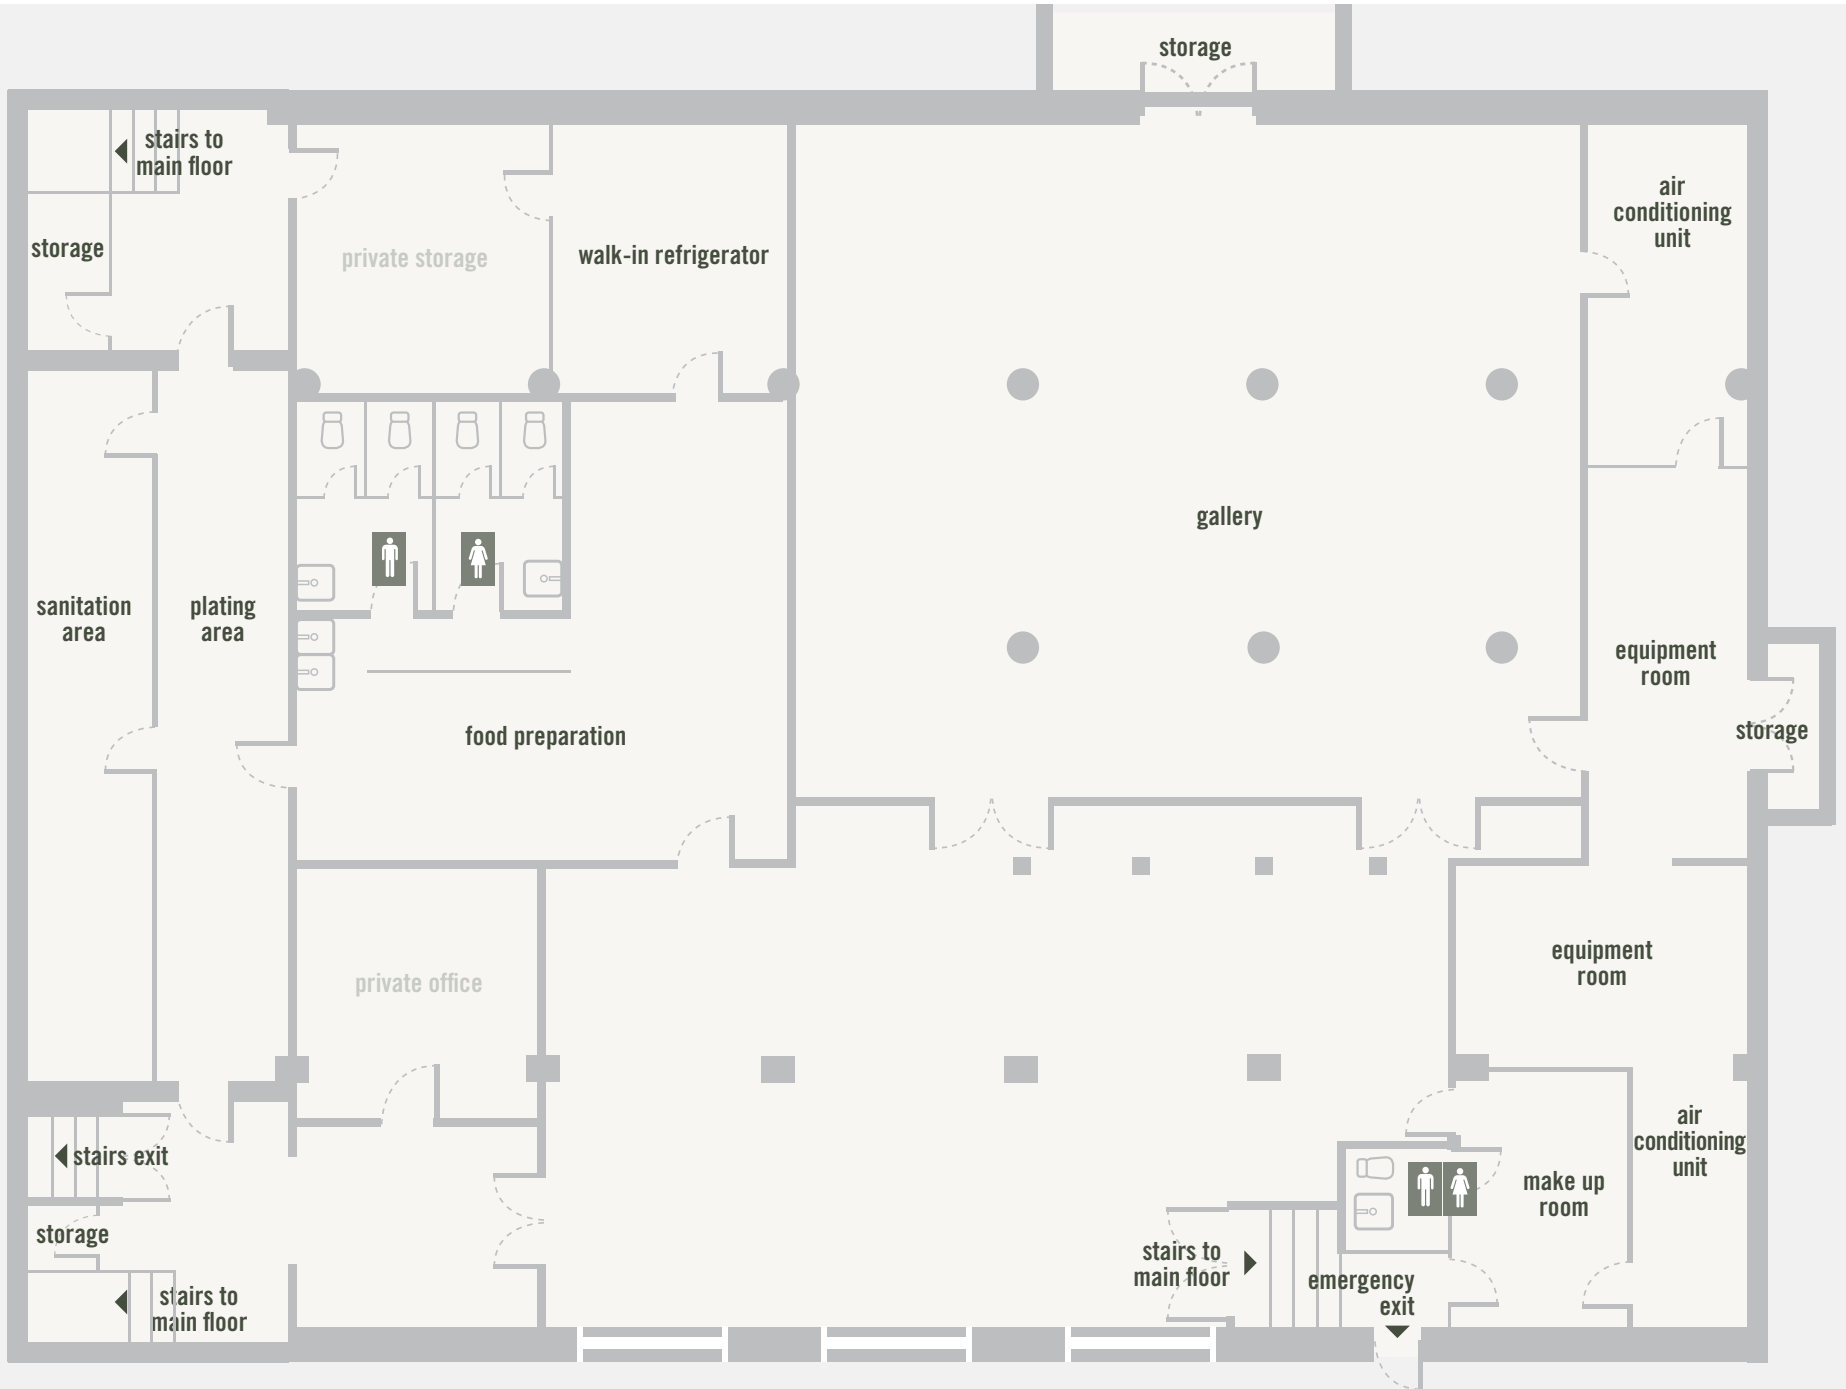 storage
stairs to
main floor
storage
private storage
walk-in refrigerator
air
conditioning
unit
gallery
sanitation
area
plating
area
equipment
room
storage
food preparation
equipment
room
private office
air
conditioning
unit
stairs exit
make up
room
storage
stairs to
main floor
emergency
exit
stairs to
main floor